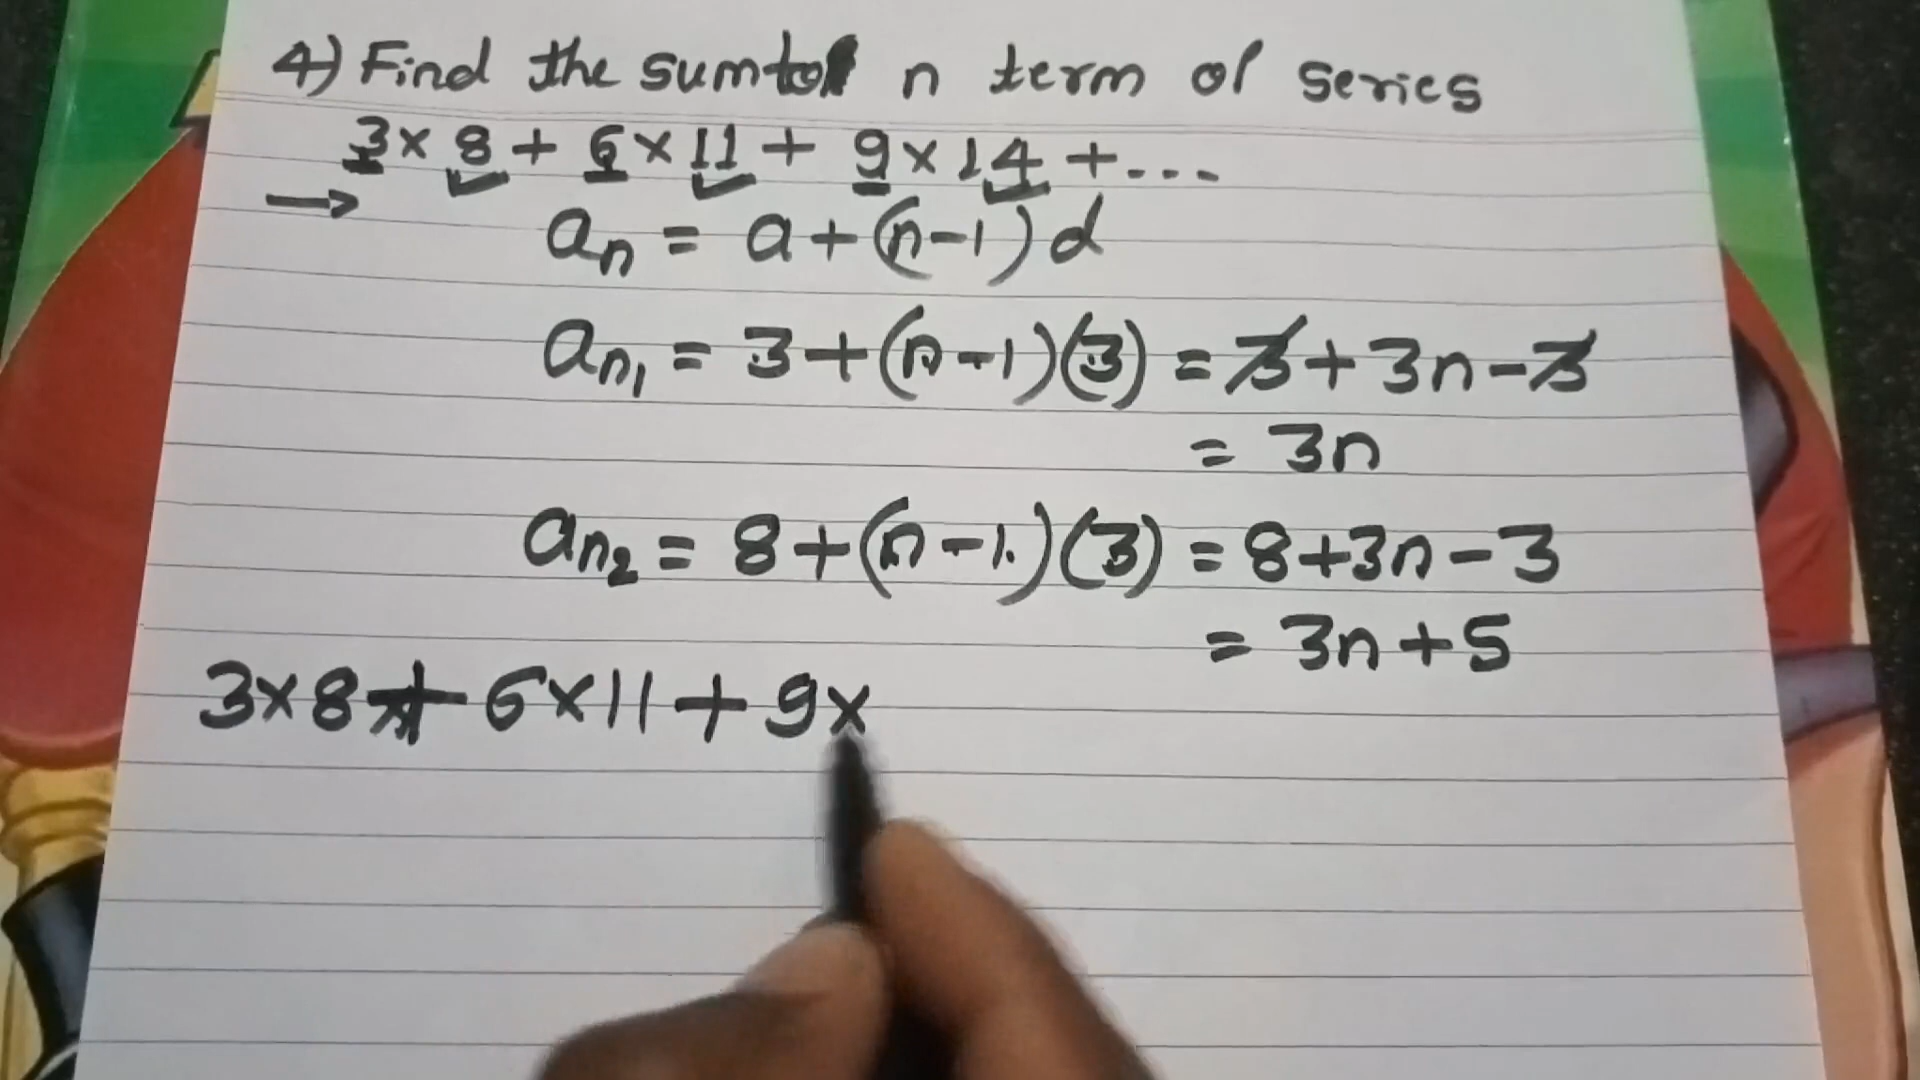 4) Find the sum to n term of series
3 × 8 + 6 × 11 + 9 × 14 + ...
→ an = a + (n-1) d
an1 = 3 + (n-1)(3) = 3 + 3n - 3
= 3n
an2 = 8 + (n-1)(3) = 8 + 3n - 3
= 3n + 5
3×8 + 6×11 + 9×